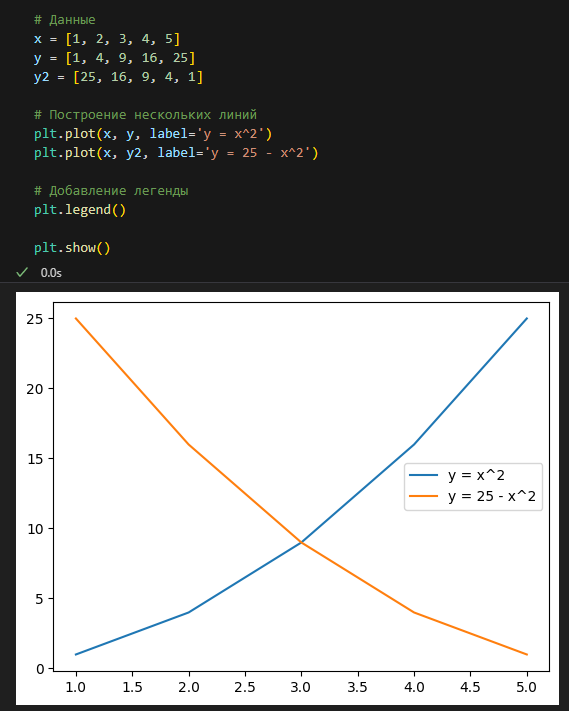 # Данные
x = [1, 2, 3, 4, 5]
y = [1, 4, 9, 16, 25]
y2 = [25, 16, 9, 4, 1]
# Построение нескольких линий
plt.plot(x, y, label='y = x^2')
plt.plot(x, y2, label='y = 25 - x^2')
# Добавление легенды
plt.legend()
plt.show()
0.0s
25
20
15
10
5
0
y = x^2
y = 25 - x^2
1.0 1.5 2.0 2.5 3.0 3.5 4.0 4.5 5.0